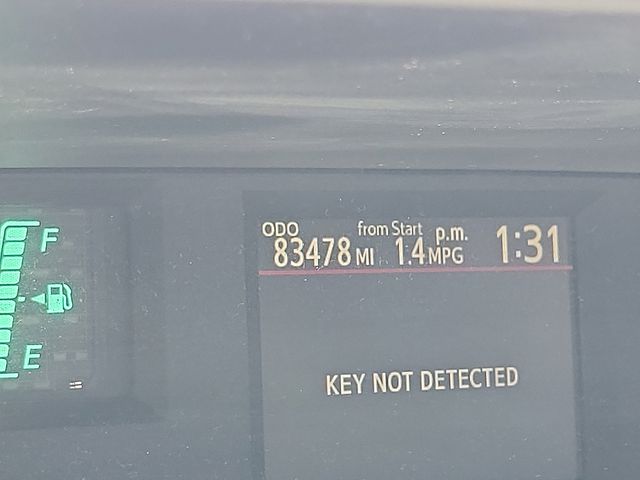 F
E
ODO from Start p.m. 1:31
83478 MI 1.4 MPG
KEY NOT DETECTED